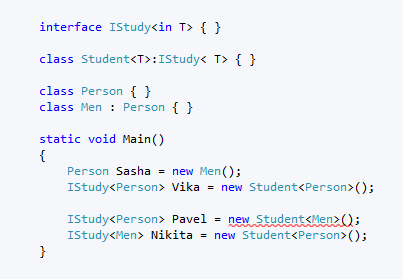 interface IStudy<in T> { }
class Student<T>:IStudy< T> { }
class Person { }
class Men : Person { }
static void Main()
{
Person Sasha = new Men();
IStudy<Person> Vika = new Student<Person>();
IStudy<Person> Pavel = new Student<Men>();
IStudy<Men> Nikita = new Student<Person>();
}